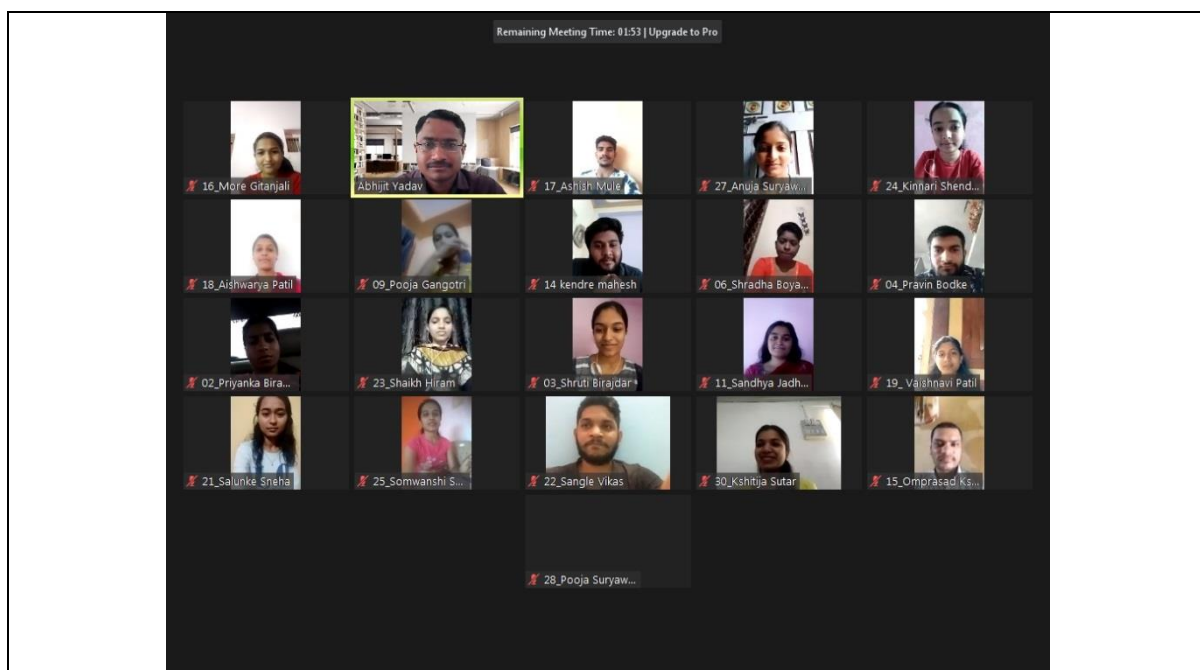 Remaining Meeting Time: 01:53 | Upgrade to Pro
16_More Gitanjali
Abhijit Yadav
17_Ashish Mule
27_Anuja Suryaw...
24_Kinnari Shend...
18_Aishwarya Patil
09_Pooja Gangotri
14 kendre mahesh
06_Shradha Boya...
04_Pravin Bodke
02_Priyanka Bira...
23_Shaikh Hiram
03_Shruti Birajdar
11_Sandhya Jadh...
19_ Vaishnavi Patil
21_Salunke Sneha
25_Somwanshi S...
22_Sangle Vikas
30_Kshitija Sutar
15_Omprasad Ks...
28_Pooja Suryaw...